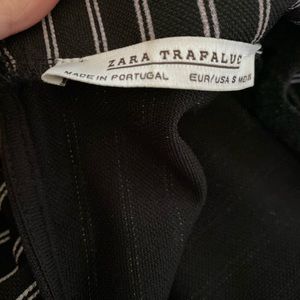 ZARA TRAFALUC
MADE IN PORTUGAL EUR/USA S